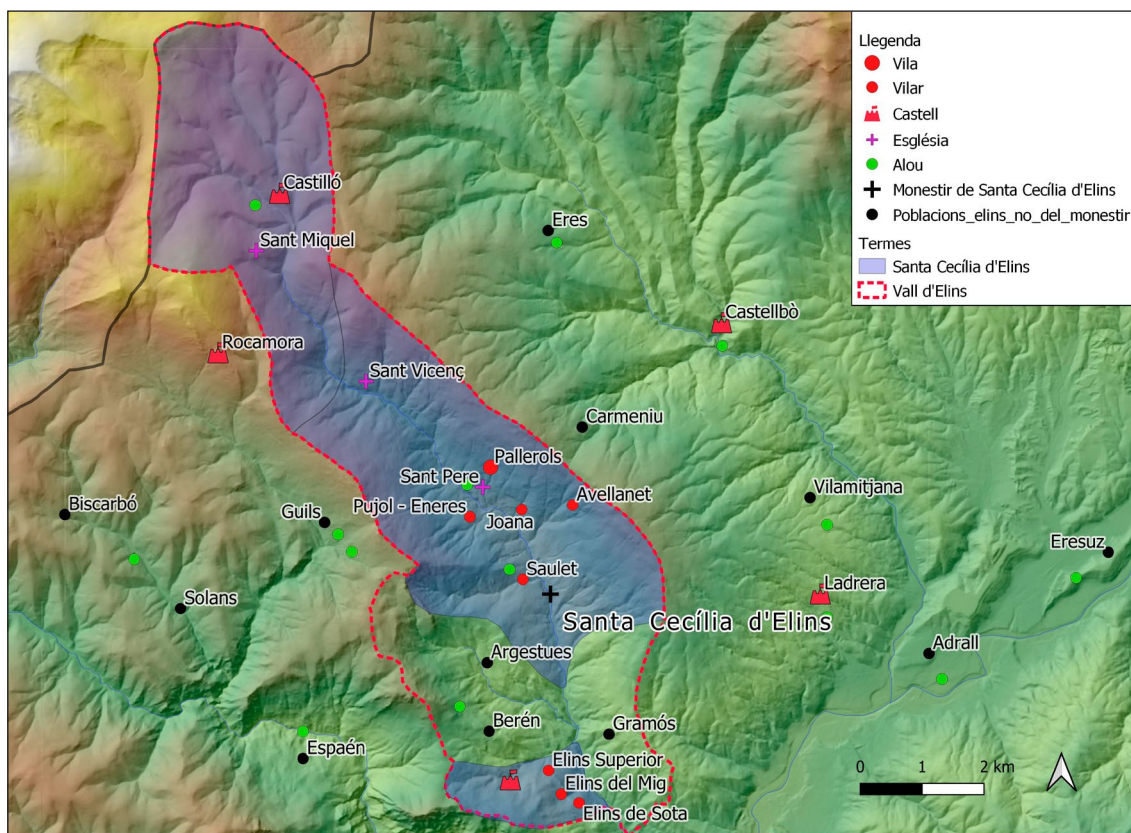 Llegenda
Vila
Vilar
Castell
Església
Alou
Monestir de Santa Cecília d'Elins
Poblacions_elins_no_del_monestir
Termes
Santa Cecília d'Elins
Vall d'Elins
Castilló
Eres
Sant Miquel
Castellbò
Rocamora
Sant Vicenç
Carmeniu
Pallerols
Sant Pere
Avellanet
Vilamitjana
Biscarbó
Pujol - Eneres
Guils
Joana
Eresuz
Saulet
Ladrera
Solans
Santa Cecília d'Elins
Adrall
Argestues
Berén
Gramós
Espaén
Elins Superior
Elins del Mig
Elins de Sota
0 1 2 km